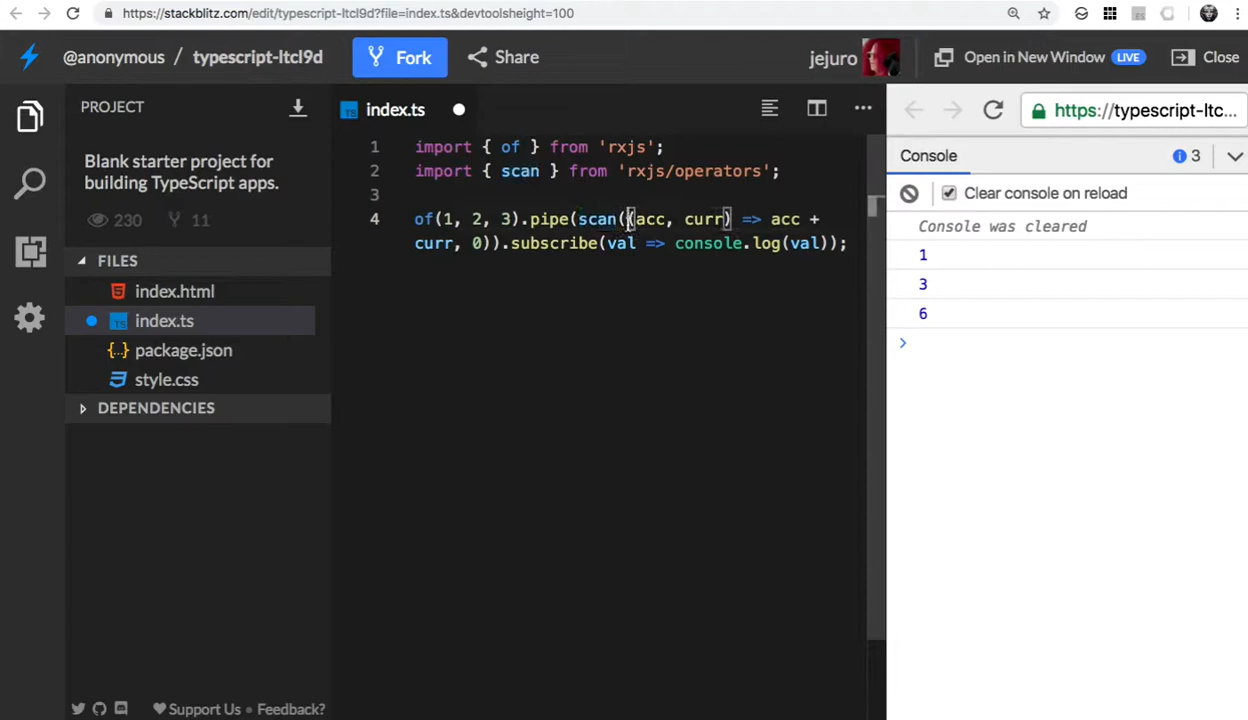 https://stackblitz.com/edit/typescript-ltcl9d?file=index.ts&devtoolsheight=100
@anonymous / typescript-ltcl9d
Fork
Share
jejuro
Open in New Window LIVE
Close
PROJECT
Blank starter project for
building TypeScript apps.
230 11
FILES
index.html
TS index.ts
{..} package.json
style.css
DEPENDENCIES
Support Us • Feedback?
TS index.ts
1 import { of } from 'rxjs';
2 import { scan } from 'rxjs/operators';
3
4 of(1, 2, 3).pipe(scan((acc, curr) => acc +
curr, 0)).subscribe(val => console.log(val));
https://typescript-ltc...
Console
3
Clear console on reload
Console was cleared
1
3
6